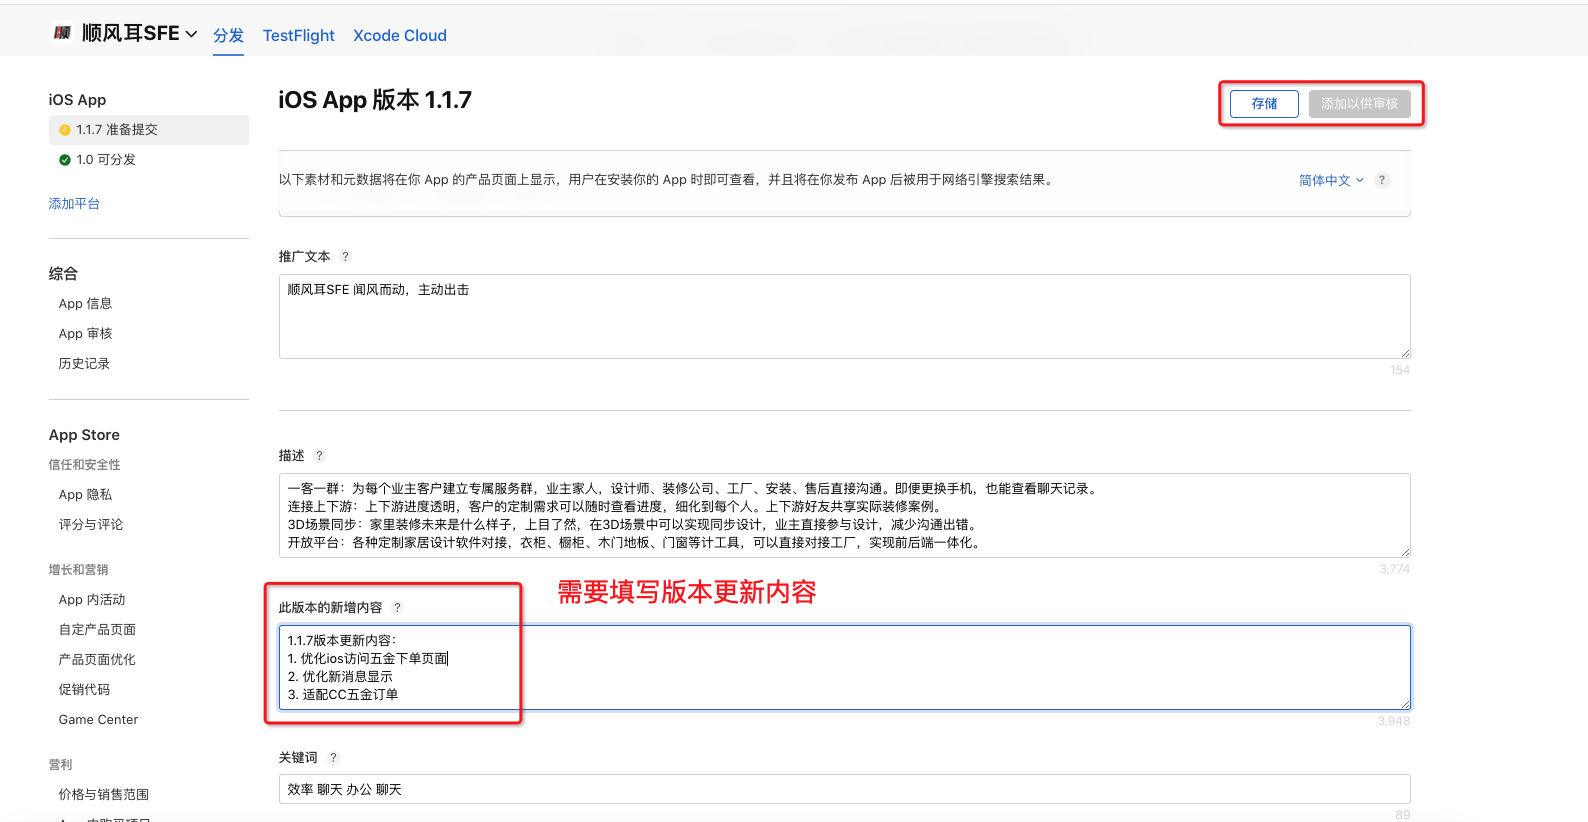 顺风耳SFE 分发 TestFlight Xcode Cloud
iOS App
1.1.7 准备提交
1.0 可分发
添加平台
综合
App 信息
App 审核
历史记录
App Store
信任和安全性
App 隐私
评分与评论
增长和营销
App 内活动
自定产品页面
产品页面优化
促销代码
Game Center
营利
价格与销售范围
iOS App 版本 1.1.7
存储 添加以供审核
以下素材和元数据将在你 App 的产品页面上显示，用户在安装你的 App 时即可查看，并且将在你发布 App 后被用于网络引擎搜索结果。
简体中文 ?
推广文本 ?
顺风耳SFE 闻风而动，主动出击
154
描述 ?
一客一群：为每个业主客户建立专属服务群，业主家人，设计师、装修公司、工厂、安装、售后直接沟通。即便更换手机，也能查看聊天记录。
连接上下游：上下游进度透明，客户的定制需求可以随时查看进度，细化到每个人。上下游好友共享实际装修案例。
3D场景同步：家里装修未来是什么样子，上目了然，在3D场景中可以实现同步设计，业主直接参与设计，减少沟通出错。
开放平台：各种定制家居设计软件对接，衣柜、橱柜、木门地板、门窗等计工具，可以直接对接工厂，实现前后端一体化。
3,774
需要填写版本更新内容
此版本的新增内容 ?
1.1.7版本更新内容：
1. 优化ios访问五金下单页面
2. 优化新消息显示
3. 适配CC五金订单
3,948
关键词 ?
效率 聊天 办公 聊天
89